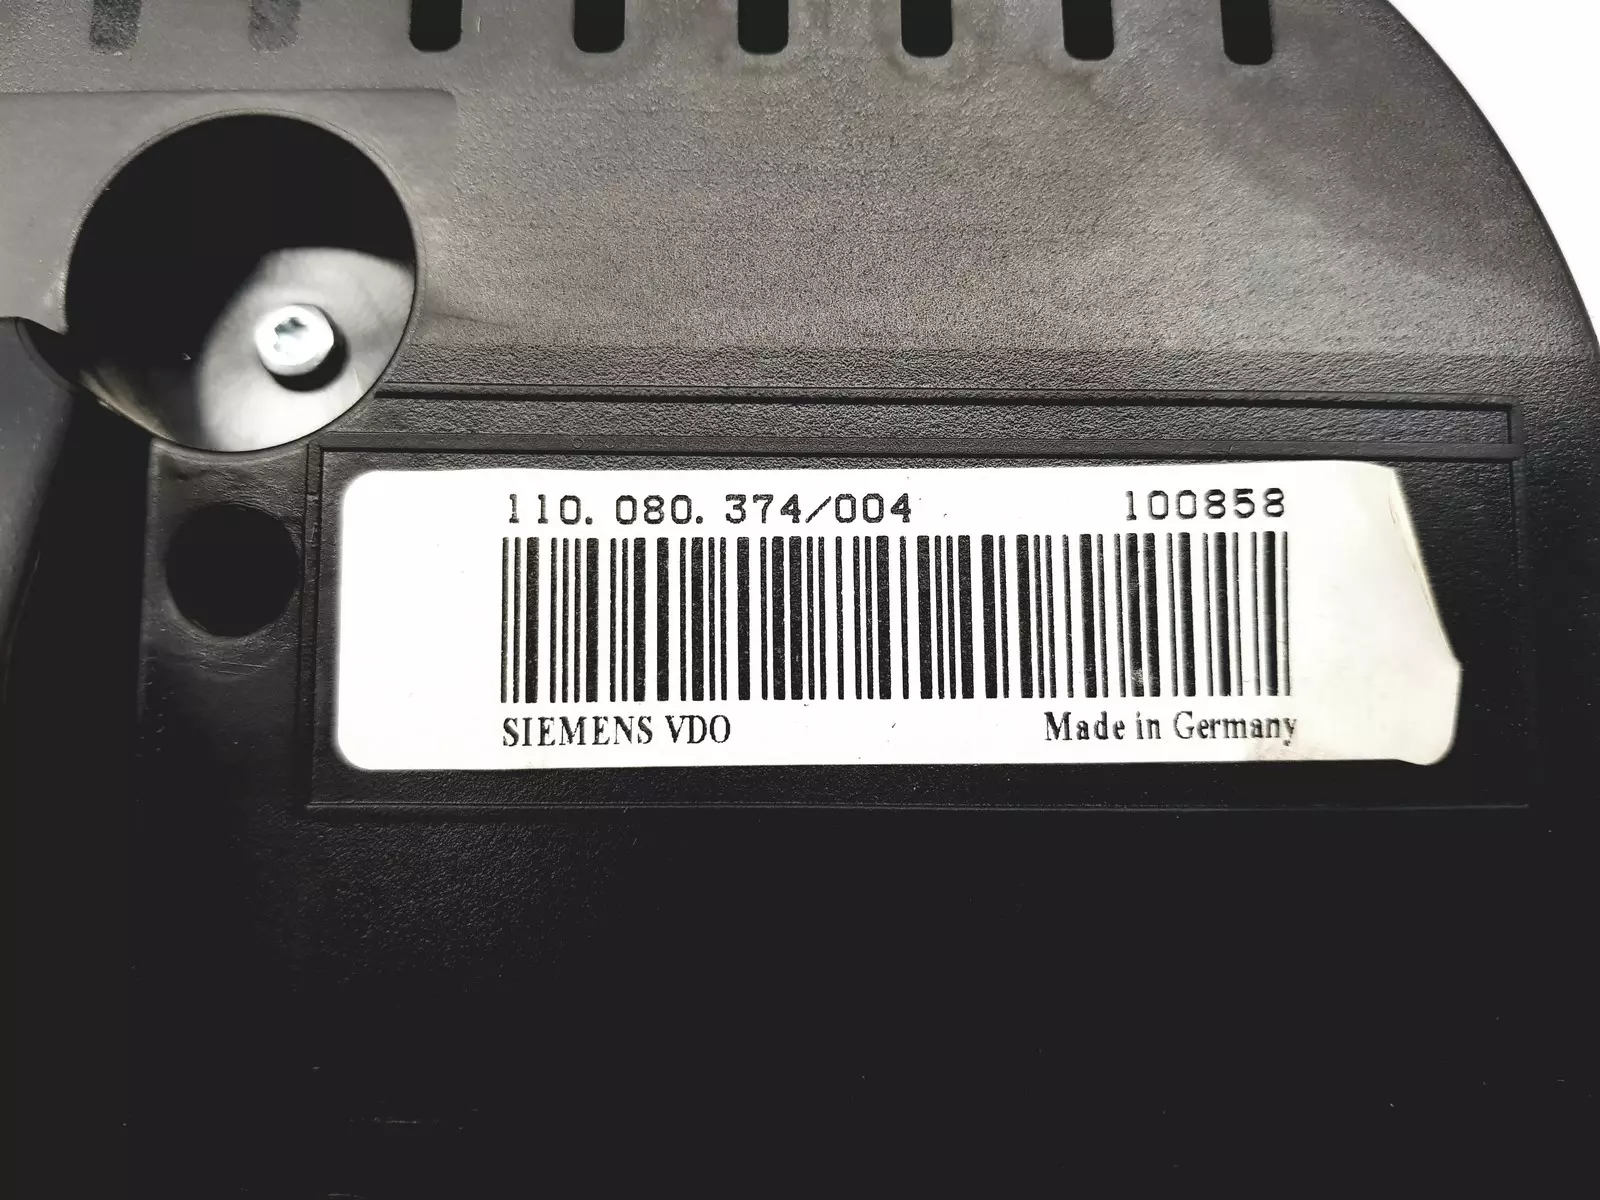 110. 080. 374/004 100858
SIEMENS VDO Made in Germany